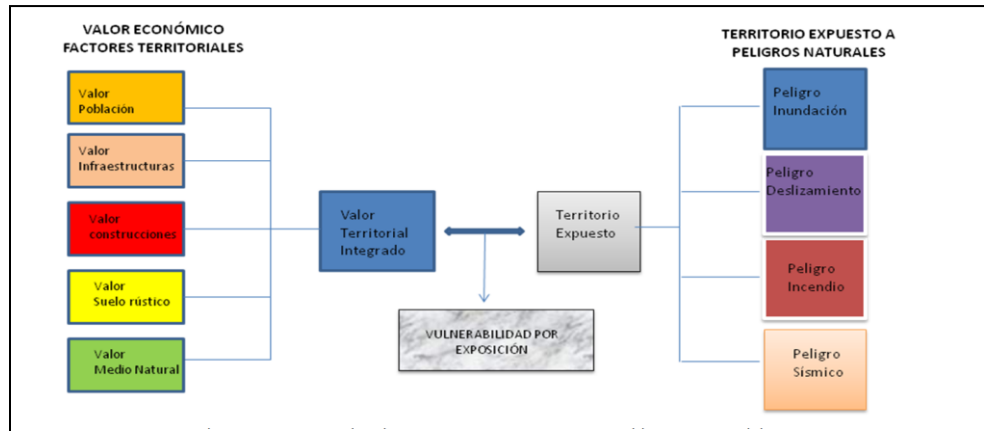 VALOR ECONÓMICO
FACTORES TERRITORIALES
Valor
Población
Valor
Infraestructuras
Valor
construcciones
Valor
Suelo rústico
Valor
Medio Natural
Valor
Territorial
Integrado
VULNERABILIDAD POR
EXPOSICIÓN
Territorio
Expuesto
TERRITORIO EXPUESTO A
PELIGROS NATURALES
Peligro
Inundación
Peligro
Deslizamiento
Peligro
Incendio
Peligro
Sísmico